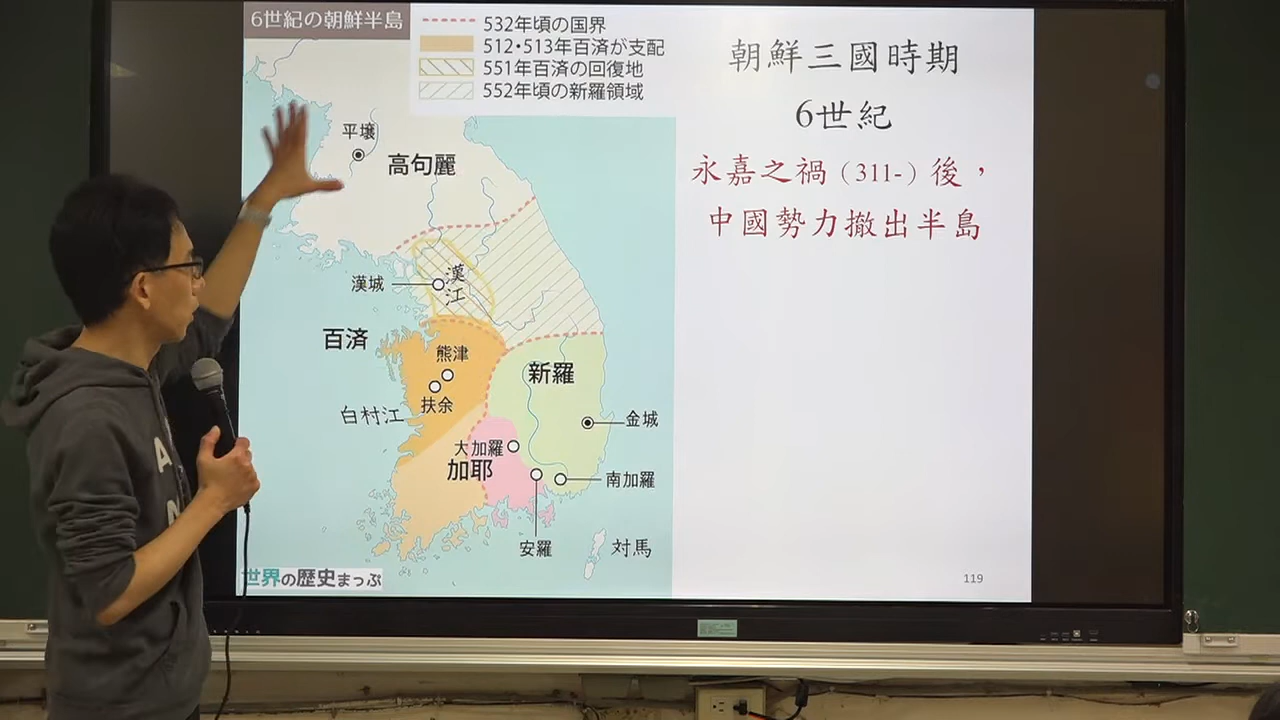 6世紀の朝鮮半島
532年頃の国界
512・513年百済が支配
551年百済の回復地
552年頃の新羅領域
朝鮮三國時期
6世紀
永嘉之禍（311-）後，
中國勢力撤出半島
平壌
高句麗
漢城
漢江
百済
熊津
扶余
白村江
新羅
金城
大加羅
加耶
南加羅
安羅
対馬
世界の歴史まっぷ
119
A
N